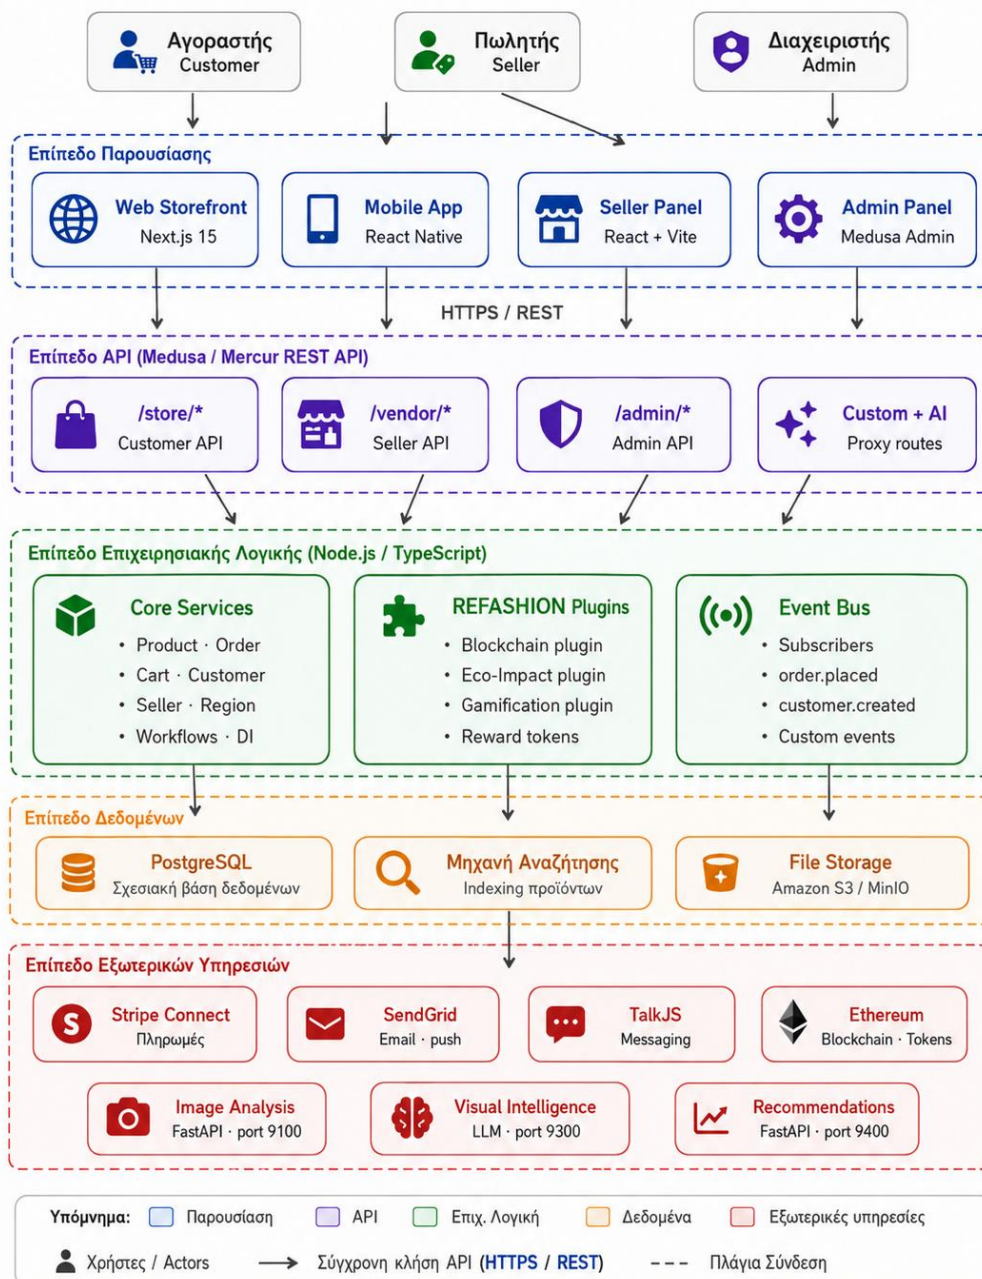 Αγοραστής
Customer
Πωλητής
Seller
Διαχειριστής
Admin
Επίπεδο Παρουσίασης
Web Storefront
Next.js 15
Mobile App
React Native
Seller Panel
React + Vite
Admin Panel
Medusa Admin
HTTPS / REST
Επίπεδο API (Medusa / Mercur REST API)
/store/*
Customer API
/vendor/*
Seller API
/admin/*
Admin API
Custom + AI
Proxy routes
Επίπεδο Επιχειρησιακής Λογικής (Node.js / TypeScript)
Core Services
• Product · Order
• Cart · Customer
• Seller · Region
• Workflows · DI
REFASHION Plugins
• Blockchain plugin
• Eco-Impact plugin
• Gamification plugin
• Reward tokens
Event Bus
• Subscribers
• order.placed
• customer.created
• Custom events
Επίπεδο Δεδομένων
PostgreSQL
Σχεσιακή βάση δεδομένων
Μηχανή Αναζήτησης
Indexing προϊόντων
File Storage
Amazon S3 / MinIO
Επίπεδο Εξωτερικών Υπηρεσιών
S
Stripe Connect
Πληρωμές
SendGrid
Email · push
TalkJS
Messaging
Ethereum
Blockchain · Tokens
Image Analysis
FastAPI · port 9100
Visual Intelligence
LLM · port 9300
Recommendations
FastAPI · port 9400
Υπόμνημα: Παρουσίαση API Επιχ. Λογική Δεδομένα Εξωτερικές υπηρεσίες
Χρήστες / Actors Σύγχρονη κλήση API (HTTPS / REST) Πλάγια Σύνδεση